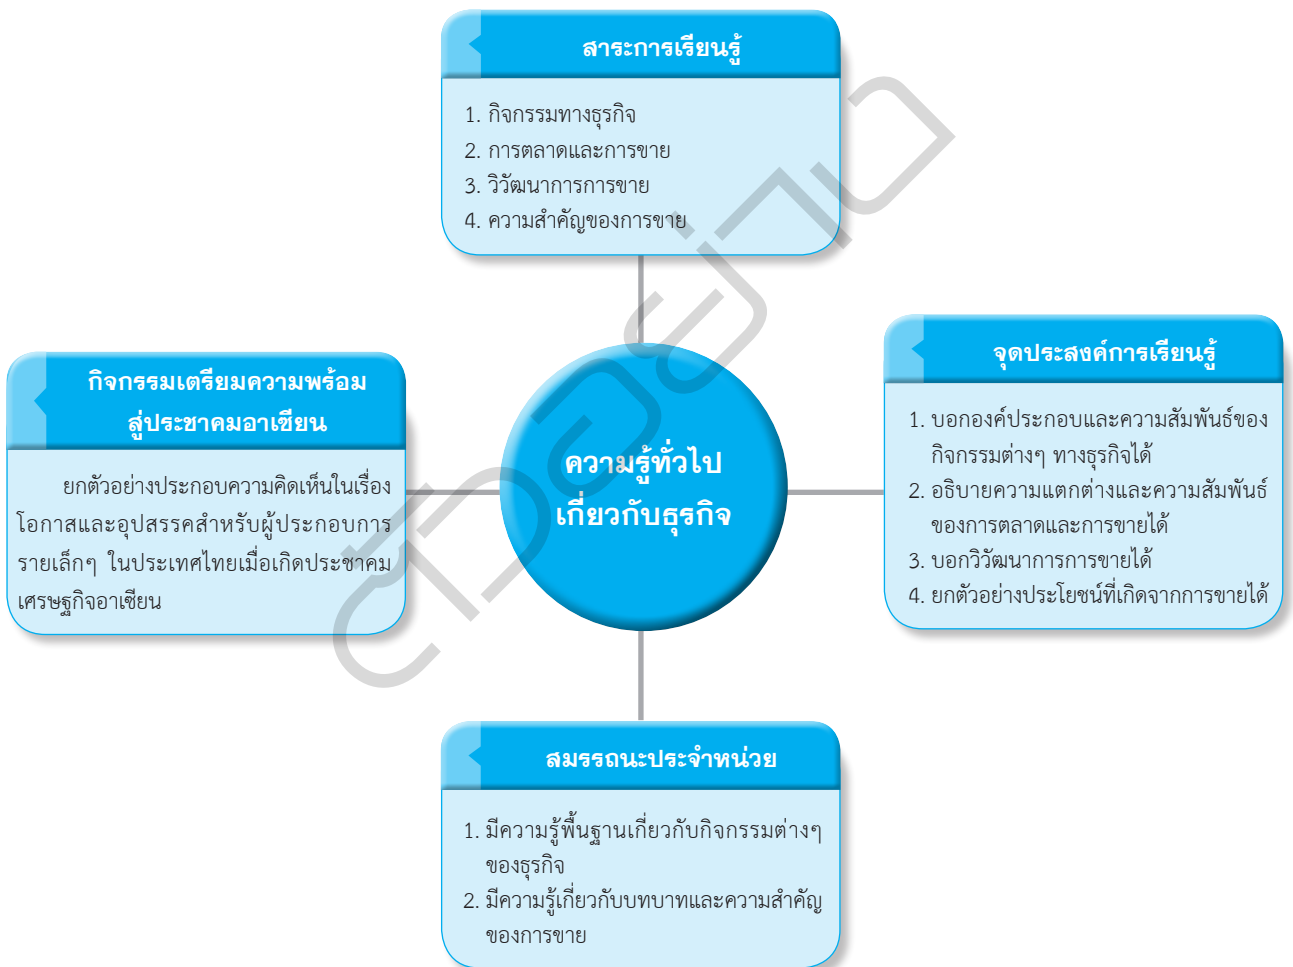 สาระการเรียนรู้
1. กิจกรรมทางธุรกิจ
2. การตลาดและการขาย
3. วิวัฒนาการการขาย
4. ความสำคัญของการขาย
กิจกรรมเตรียมความพร้อม
สู่ประชาคมอาเซียน
ยกตัวอย่างประกอบความคิดเห็นในเรื่อง
โอกาสและอุปสรรคสำหรับผู้ประกอบการ
รายเล็กๆ ในประเทศไทยเมื่อเกิดประชาคม
เศรษฐกิจอาเซียน
ความรู้ทั่วไป
เกี่ยวกับธุรกิจ
จุดประสงค์การเรียนรู้
1. บอกองค์ประกอบและความสัมพันธ์ของ
กิจกรรมต่างๆ ทางธุรกิจได้
2. อธิบายความแตกต่างและความสัมพันธ์
ของการตลาดและการขายได้
3. บอกวิวัฒนาการการขายได้
4. ยกตัวอย่างประโยชน์ที่เกิดจากการขายได้
สมรรถนะประจำหน่วย
1. มีความรู้พื้นฐานเกี่ยวกับกิจกรรมต่างๆ
ของธุรกิจ
2. มีความรู้เกี่ยวกับบทบาทและความสำคัญ
ของการขาย
ตัวอย่าง